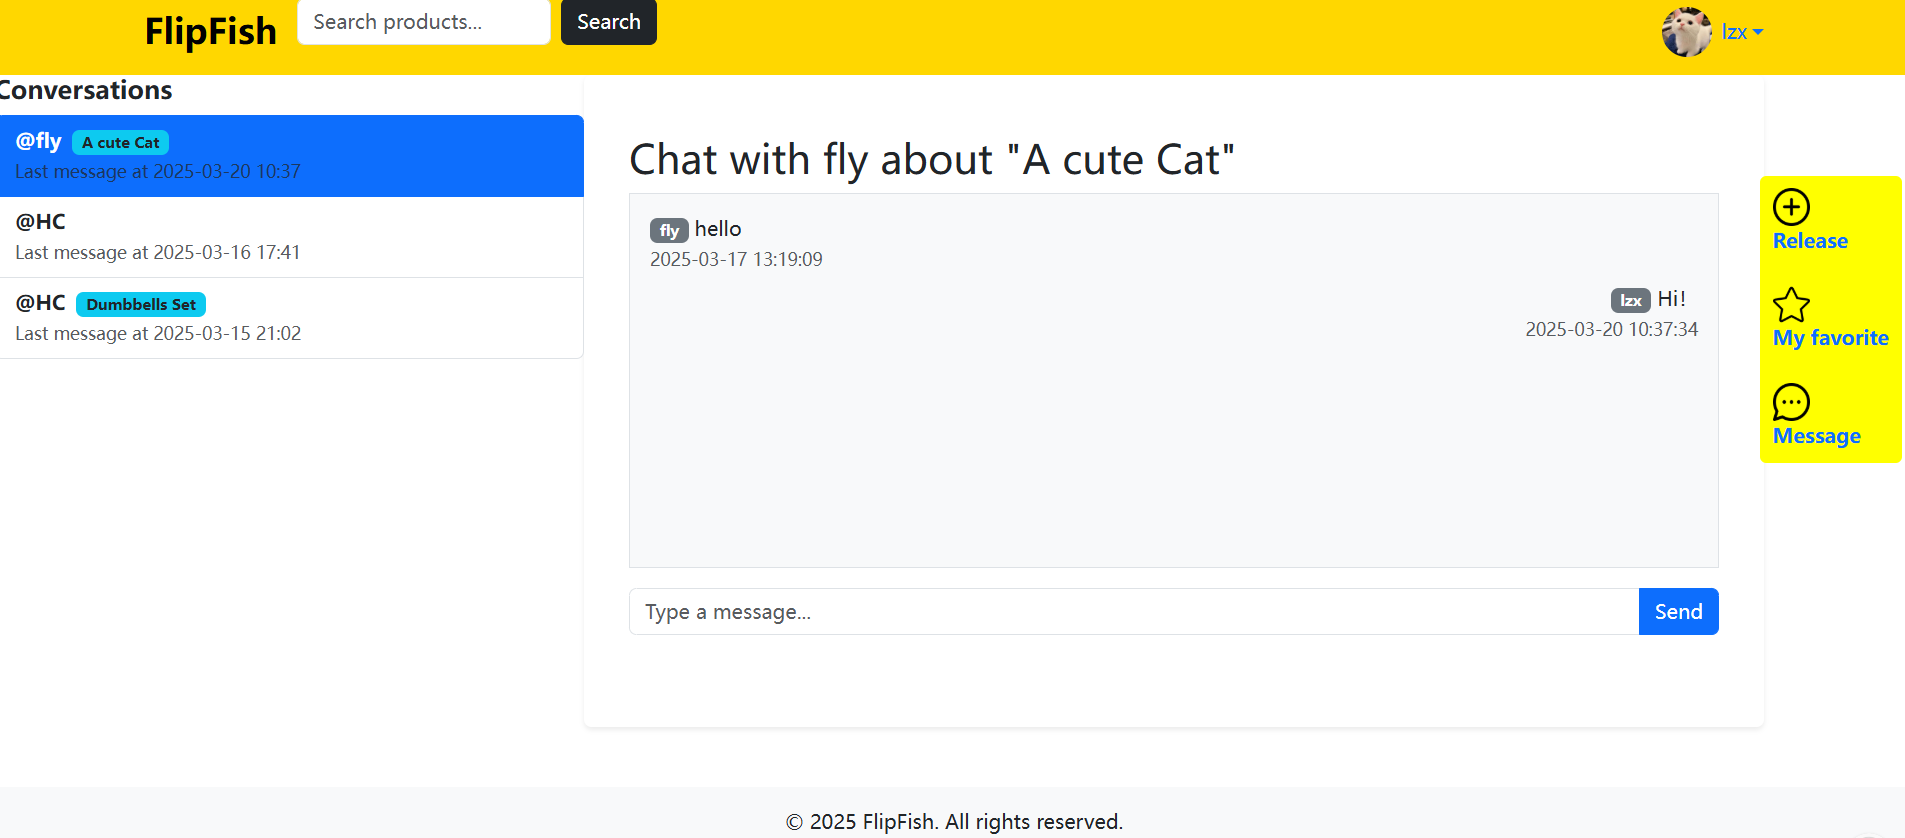 FlipFish
Search products...
Search
lzx
Conversations
@fly A cute Cat
Last message at 2025-03-20 10:37
@HC
Last message at 2025-03-16 17:41
@HC Dumbbells Set
Last message at 2025-03-15 21:02
Chat with fly about "A cute Cat"
fly hello
2025-03-17 13:19:09
lzx Hi!
2025-03-20 10:37:34
Type a message...
Send
Release
My favorite
Message
© 2025 FlipFish. All rights reserved.